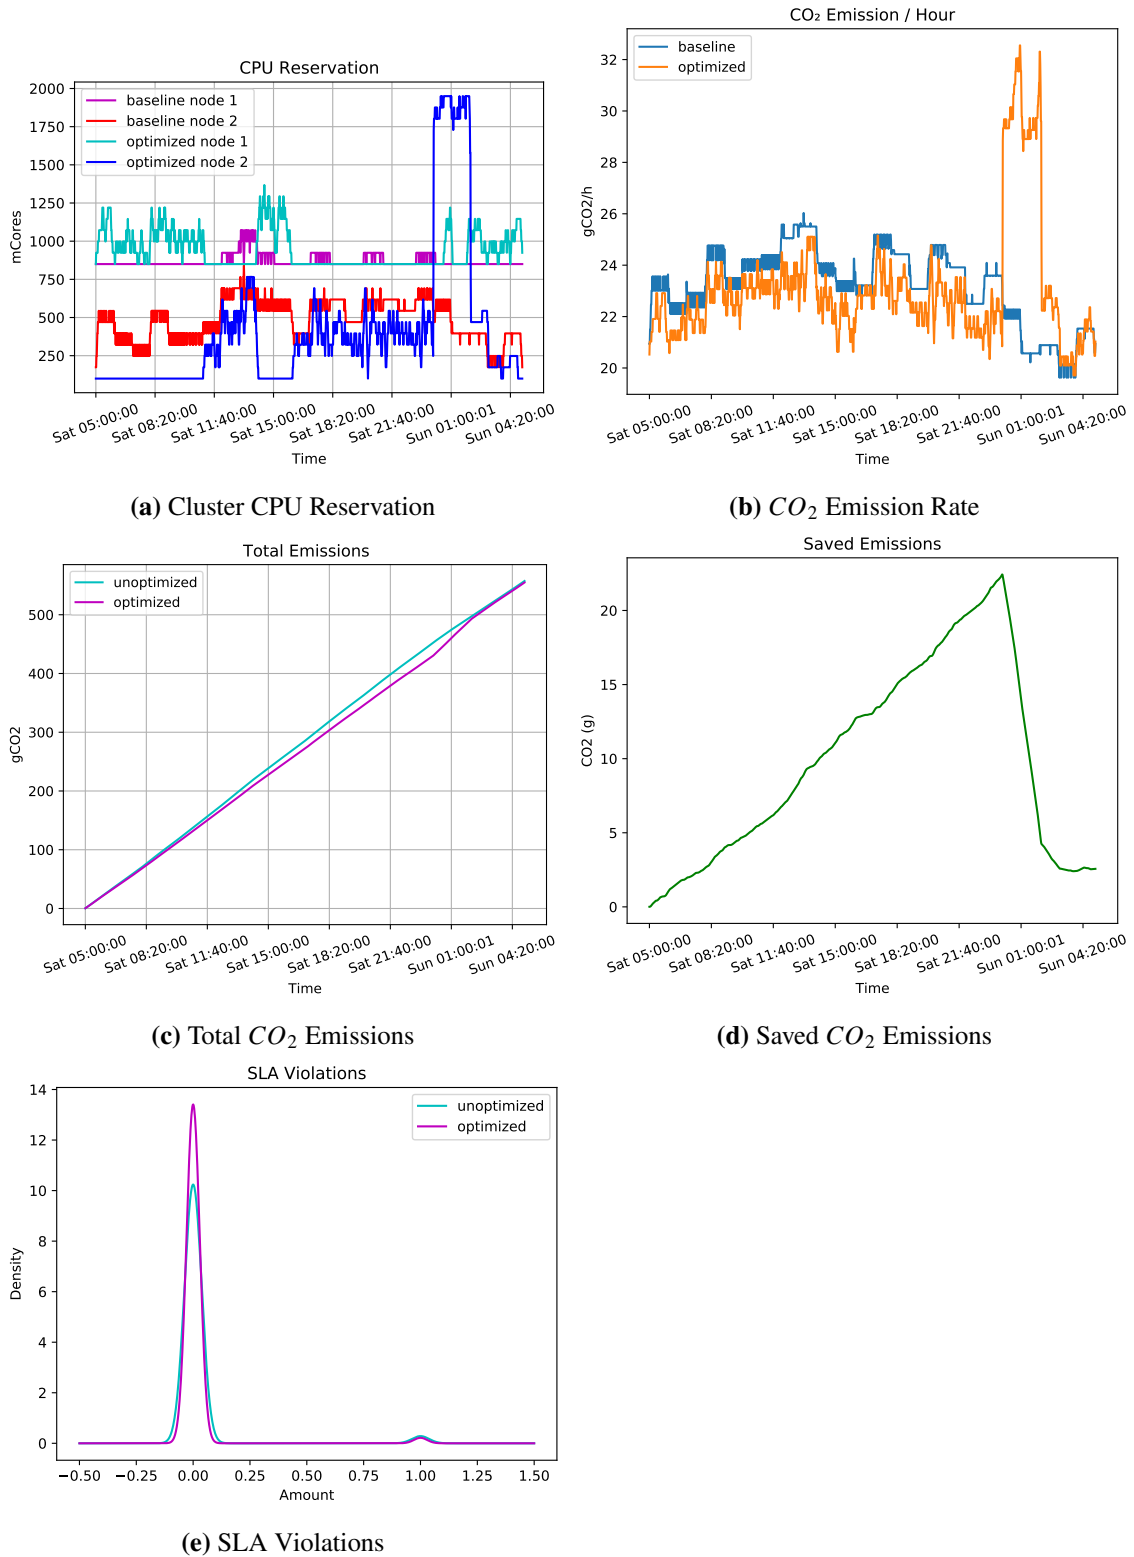 CPU Reservation
2000
1750
1500
1250
1000
750
500
250
mCores
baseline node 1
baseline node 2
optimized node 1
optimized node 2
Sat 05:00:00
Sat 08:20:00
Sat 11:40:00
Sat 15:00:00
Sat 18:20:00
Sat 21:40:00
Sun 01:00:01
Sun 04:20:00
Time
(a) Cluster CPU Reservation
CO₂ Emission / Hour
32
30
28
26
24
22
20
gCO2/h
baseline
optimized
Sat 05:00:00
Sat 08:20:00
Sat 11:40:00
Sat 15:00:00
Sat 18:20:00
Sat 21:40:00
Sun 01:00:01
Sun 04:20:00
Time
(b) CO₂ Emission Rate
Total Emissions
500
400
300
200
100
0
gCO2
unoptimized
optimized
Sat 05:00:00
Sat 08:20:00
Sat 11:40:00
Sat 15:00:00
Sat 18:20:00
Sat 21:40:00
Sun 01:00:01
Sun 04:20:00
Time
(c) Total CO₂ Emissions
Saved Emissions
20
15
10
5
0
CO2 (g)
Sat 05:00:00
Sat 08:20:00
Sat 11:40:00
Sat 15:00:00
Sat 18:20:00
Sat 21:40:00
Sun 01:00:01
Sun 04:20:00
Time
(d) Saved CO₂ Emissions
SLA Violations
14
12
10
8
6
4
2
0
Density
unoptimized
optimized
−0.50
−0.25
0.00
0.25
0.50
0.75
1.00
1.25
1.50
Amount
(e) SLA Violations